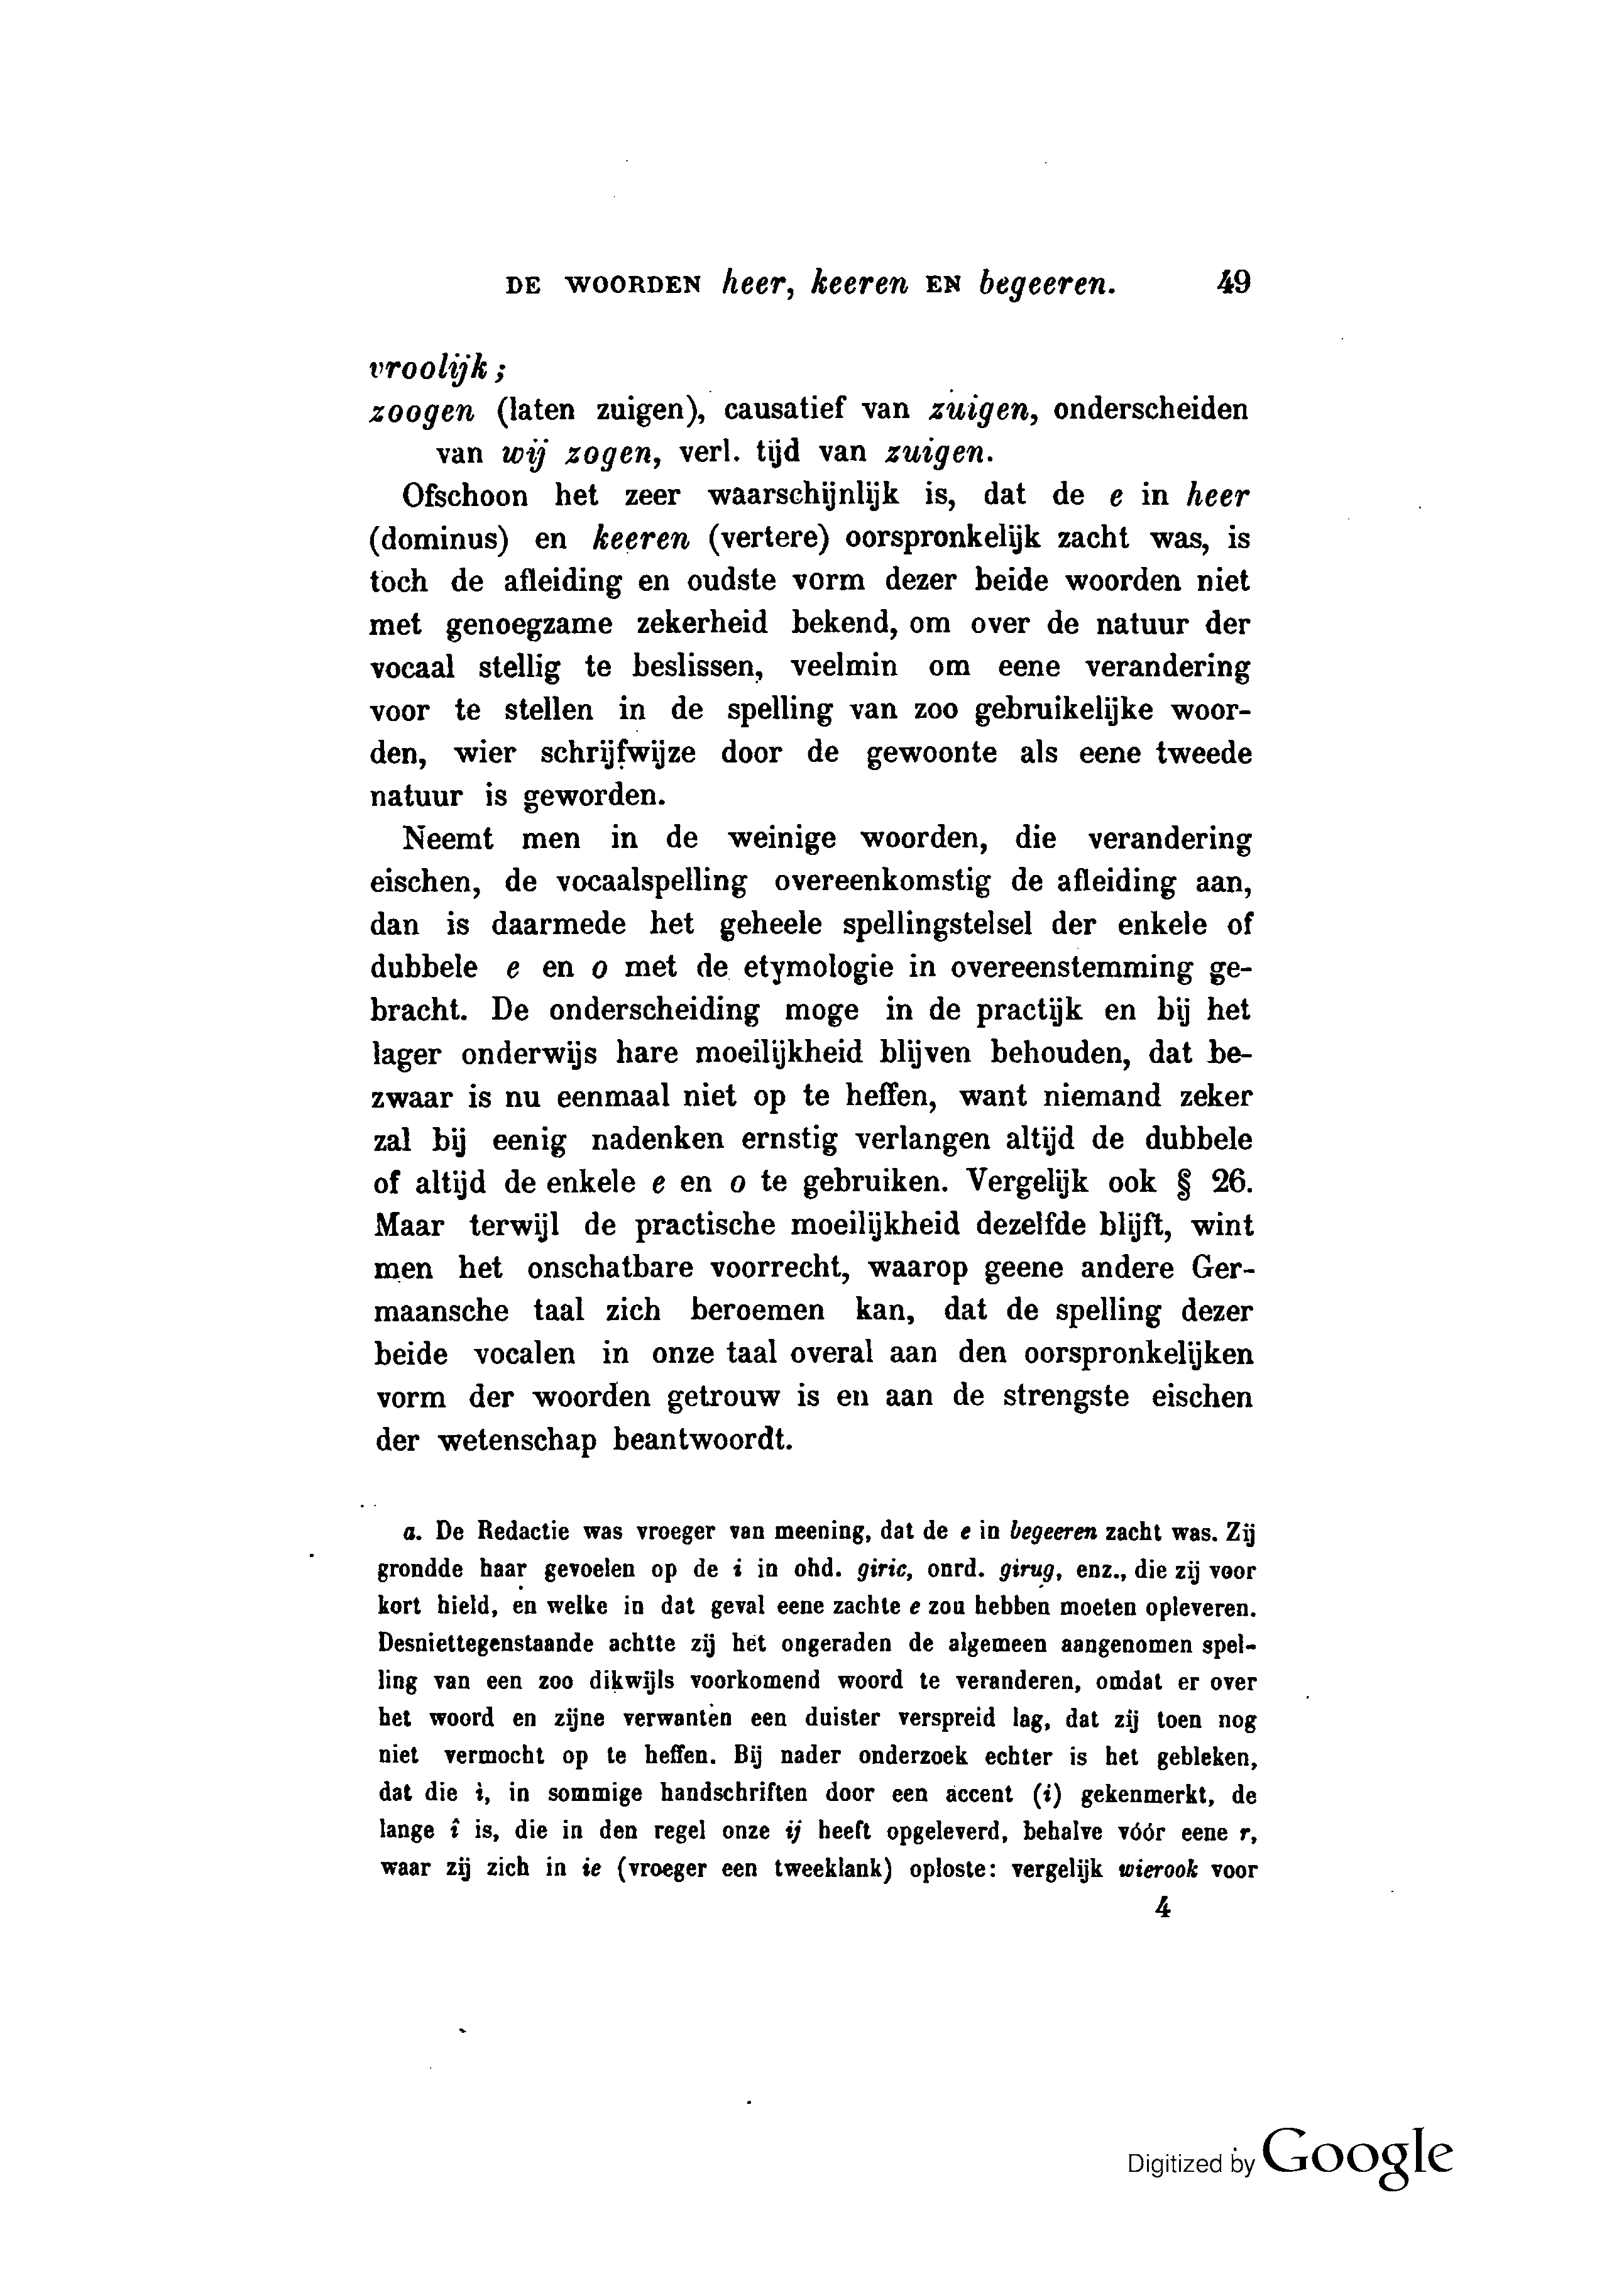 DE WOORDEN heer, keeren EN begeeren. 49
vroolijk;
zoogen (laten zuigen), causatief van zuigen, onderscheiden
van wij zogen, verl. tijd van zuigen.
Ofschoon het zeer waarschijnlijk is, dat de e in heer
(dominus) en keeren (vertere) oorspronkelijk zacht was, is
toch de afleiding en oudste vorm dezer beide woorden niet
met genoegzame zekerheid bekend, om over de natuur der
vocaal stellig te beslissen, veelmin om eene verandering
voor te stellen in de spelling van zoo gebruikelijke woor-
den, wier schrijfwijze door de gewoonte als eene tweede
natuur is geworden.
Neemt men in de weinige woorden, die verandering
eischen, de vocaalspelling overeenkomstig de afleiding aan,
dan is daarmede het geheele spellingstelsel der enkele of
dubbele e en o met de etymologie in overeenstemming ge-
bracht. De onderscheiding moge in de practijk en bij het
lager onderwijs hare moeilijkheid blijven behouden, dat be-
zwaar is nu eenmaal niet op te heffen, want niemand zeker
zal bij eenig nadenken ernstig verlangen altijd de dubbele
of altijd de enkele e en o te gebruiken. Vergelijk ook § 26.
Maar terwijl de practische moeilijkheid dezelfde blijft, wint
men het onschatbare voorrecht, waarop geene andere Ger-
maansche taal zich beroemen kan, dat de spelling dezer
beide vocalen in onze taal overal aan den oorspronkelijken
vorm der woorden getrouw is en aan de strengste eischen
der wetenschap beantwoordt.
a. De Redactie was vroeger van meening, dat de e in begeeren zacht was. Zij
grondde haar gevoelen op de i in ohd. giric, onrd. girug, enz., die zij voor
kort hield, en welke in dat geval eene zachte e zou hebben moeten opleveren.
Desniettegenstaande achtte zij het ongeraden de algemeen aangenomen spel-
ling van een zoo dikwijls voorkomend woord te veranderen, omdat er over
het woord en zijne verwanten een duister verspreid lag, dat zij toen nog
niet vermocht op te heffen. Bij nader onderzoek echter is het gebleken,
dat die i, in sommige handschriften door een accent (í) gekenmerkt, de
lange î is, die in den regel onze ij heeft opgeleverd, behalve vóór eene r,
waar zij zich in ie (vroeger een tweeklank) oploste: vergelijk wierook voor
4
Digitized by Google